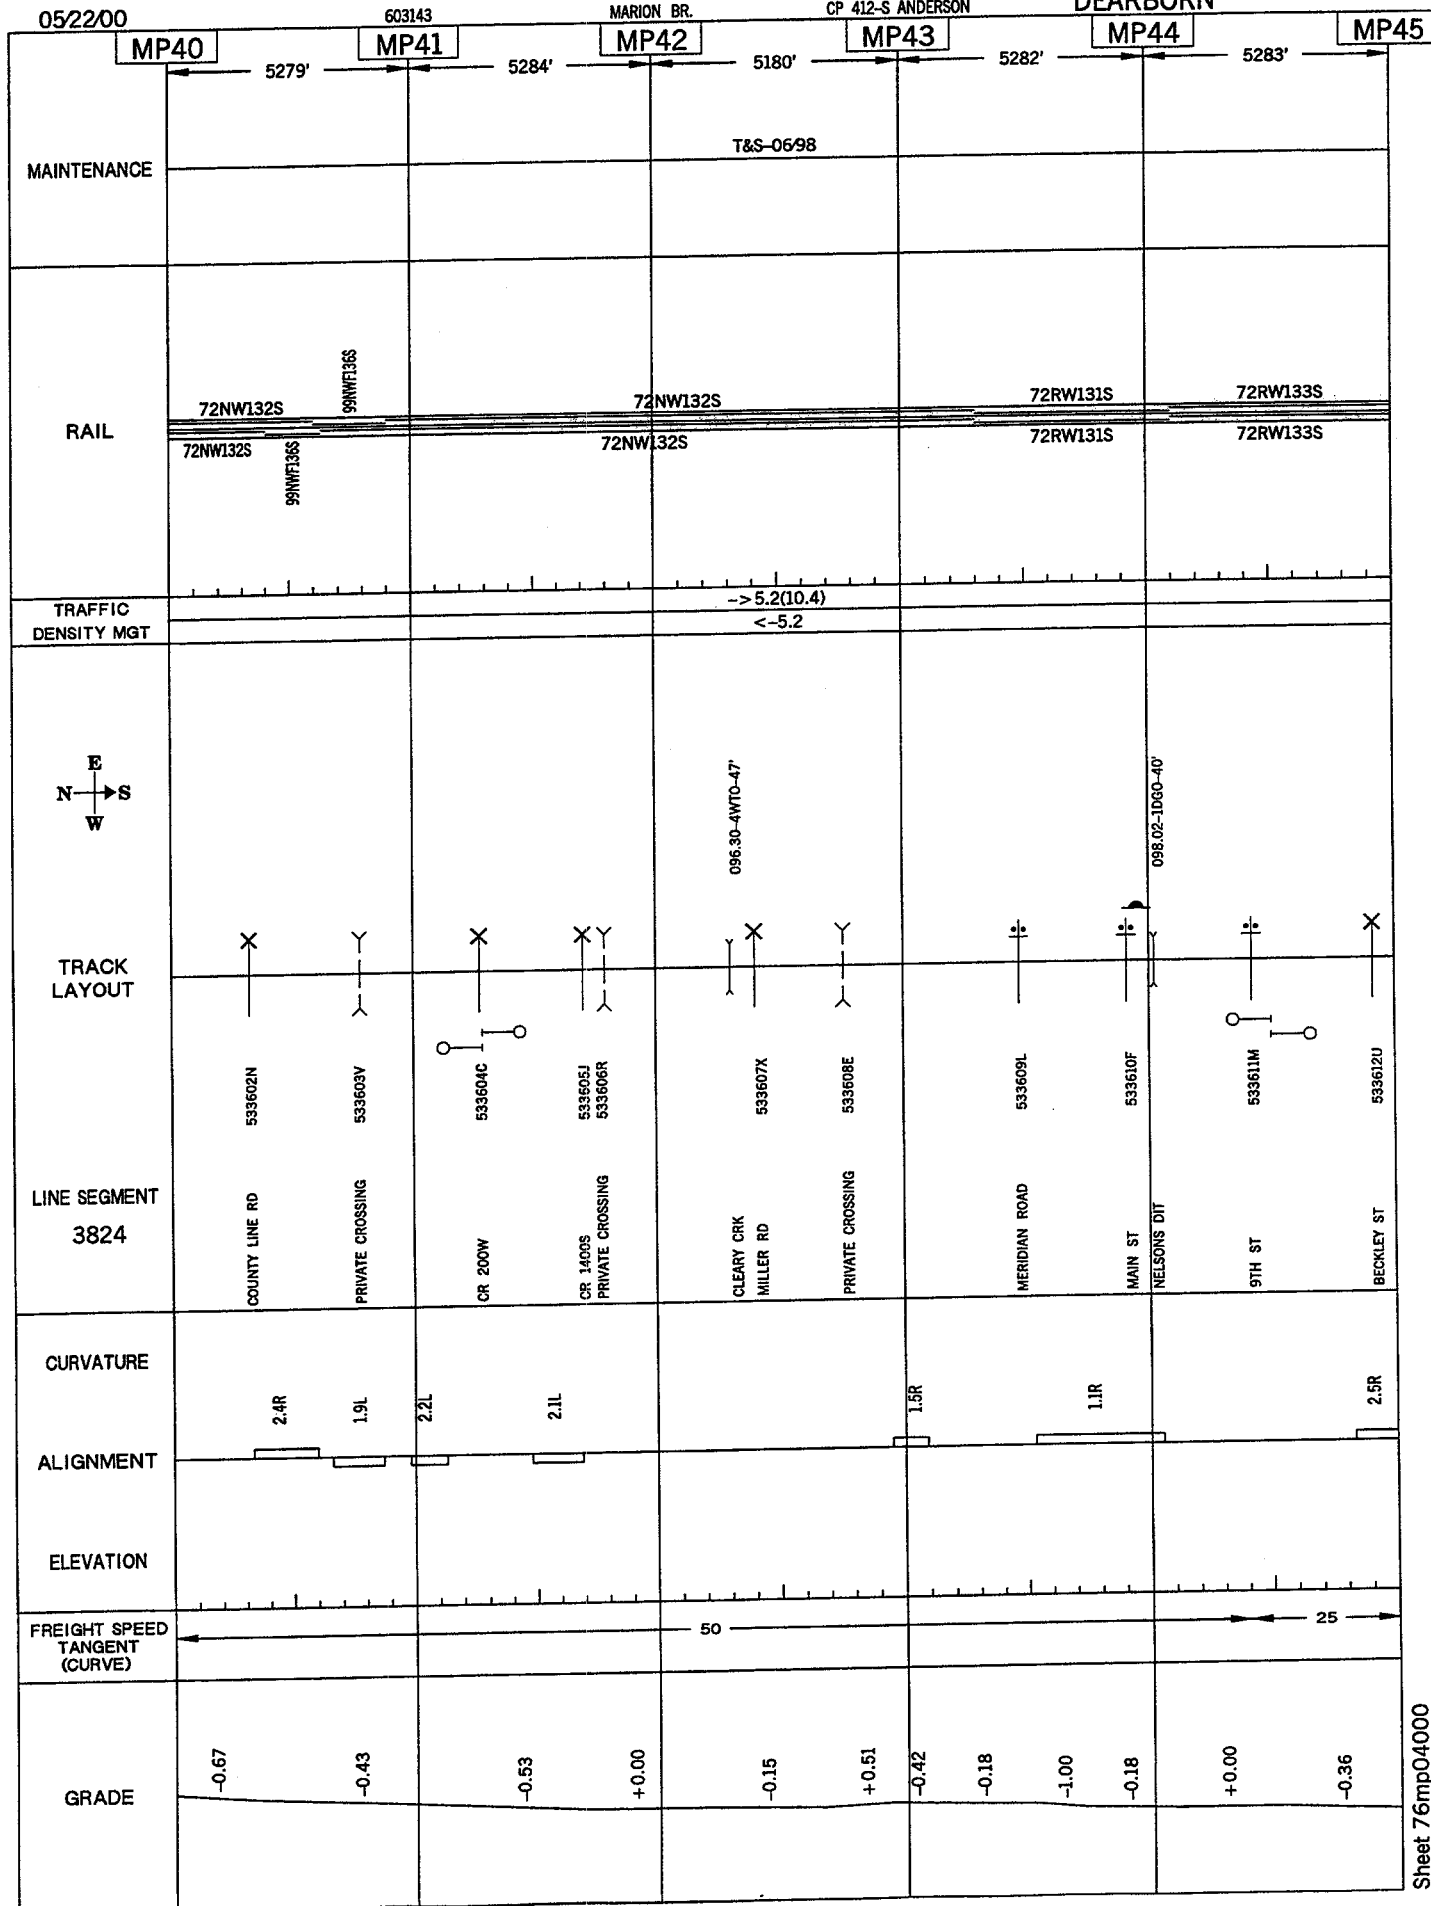 05/22/00 603143 MARION BR. CP 412-S ANDERSON DEARBORN
MP40 MP41 MP42 MP43 MP44 MP45
5279' 5284' 5180' 5282' 5283'
MAINTENANCE
T&S-06/98
RAIL
72NW132S 99NWF136S 72NW132S 72RW131S 72RW133S
72NW132S 99NWF136S 72NW132S 72RW131S 72RW133S
TRAFFIC
DENSITY MGT
->5.2(10.4)
<-5.2
E
N S
W
096.30-4WTO-47'
098.02-1DGO-40'
TRACK
LAYOUT
533602N 533603V 533604C 533605J 533606R 533607X 533608E 533609L 533610F 533611M 533612U
LINE SEGMENT
3824
COUNTY LINE RD
PRIVATE CROSSING
CR 200W
CR 1400S
PRIVATE CROSSING
CLEARY CRK
MILLER RD
PRIVATE CROSSING
MERIDIAN ROAD
MAIN ST
NELSONS DIT
9TH ST
BECKLEY ST
CURVATURE
2.4R 1.9L 2.2L 2.1L 1.5R 1.1R 2.5R
ALIGNMENT
ELEVATION
FREIGHT SPEED
TANGENT
(CURVE)
50 25
GRADE
-0.67 -0.43 -0.53 +0.00 -0.15 +0.51 -0.42 -0.18 -1.00 -0.18 +0.00 -0.36
Sheet 76mp04000